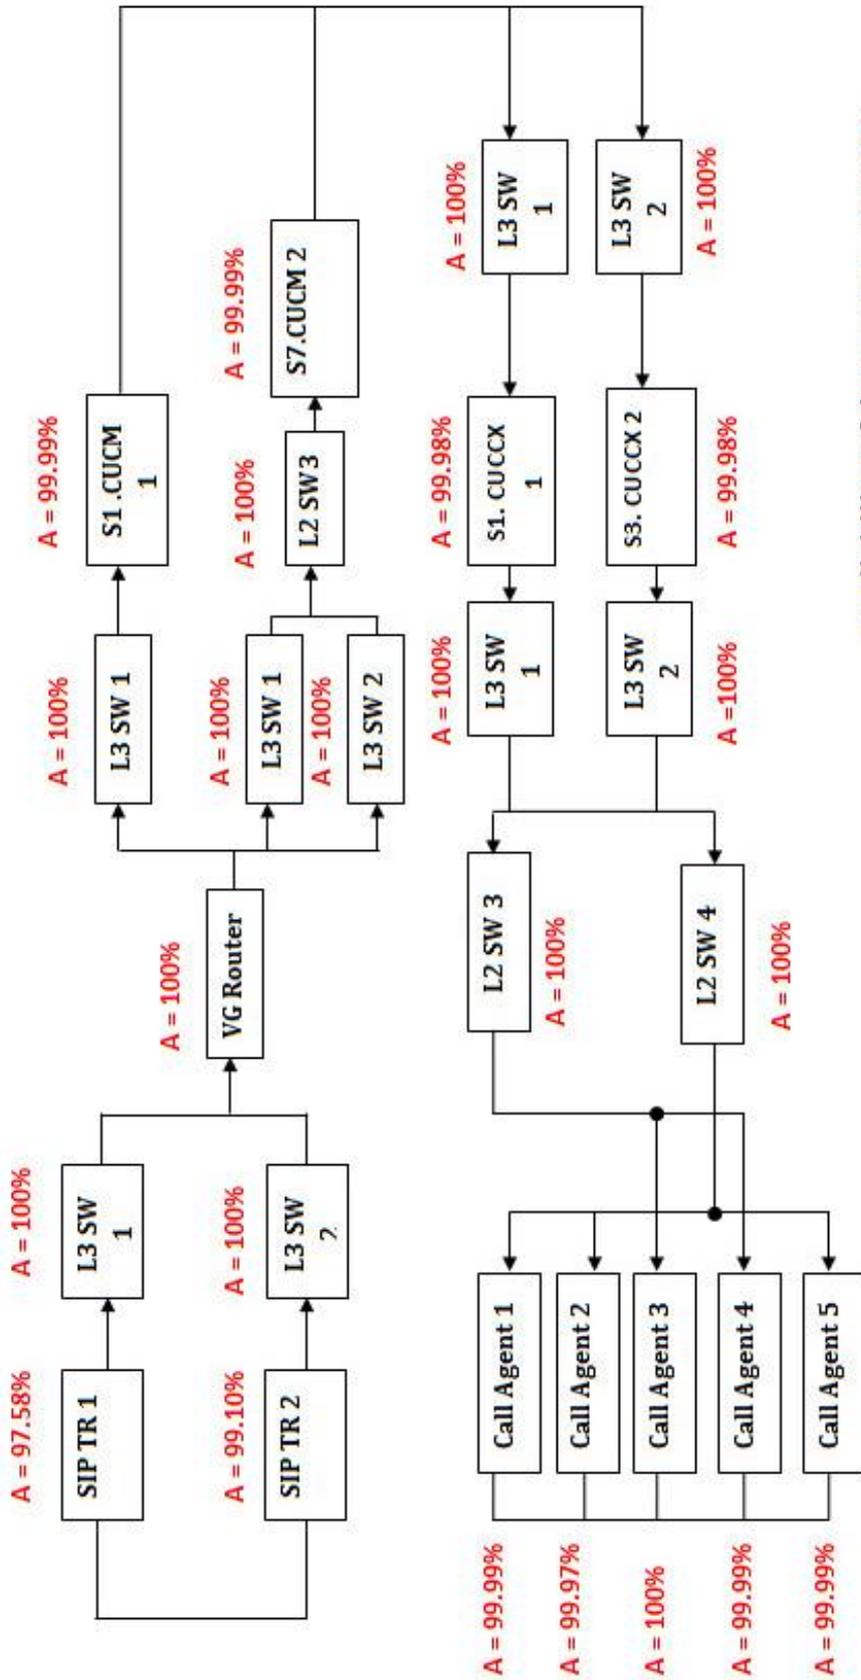 A = 97.58%
SIP TR 1
A = 99.10%
SIP TR 2
A = 100%
L3 SW
1
A = 100%
L3 SW
2
A = 100%
VG Router
A = 100%
L3 SW 1
A = 100%
L3 SW 1
A = 100%
L3 SW 2
A = 99.99%
S1 .CUCM
1
A = 100%
L2 SW 3
A = 99.99%
S7.CUCM 2
A = 99.99%
Call Agent 1
A = 99.97%
Call Agent 2
A = 100%
Call Agent 3
A = 99.99%
Call Agent 4
A = 99.99%
Call Agent 5
L2 SW 3
A = 100%
L2 SW 4
A = 100%
A = 100%
L3 SW
1
L3 SW
2
A =100%
A = 99.98%
S1. CUCCX
1
S3. CUCCX 2
A = 99.98%
A = 100%
L3 SW
1
L3 SW
2
A = 100%